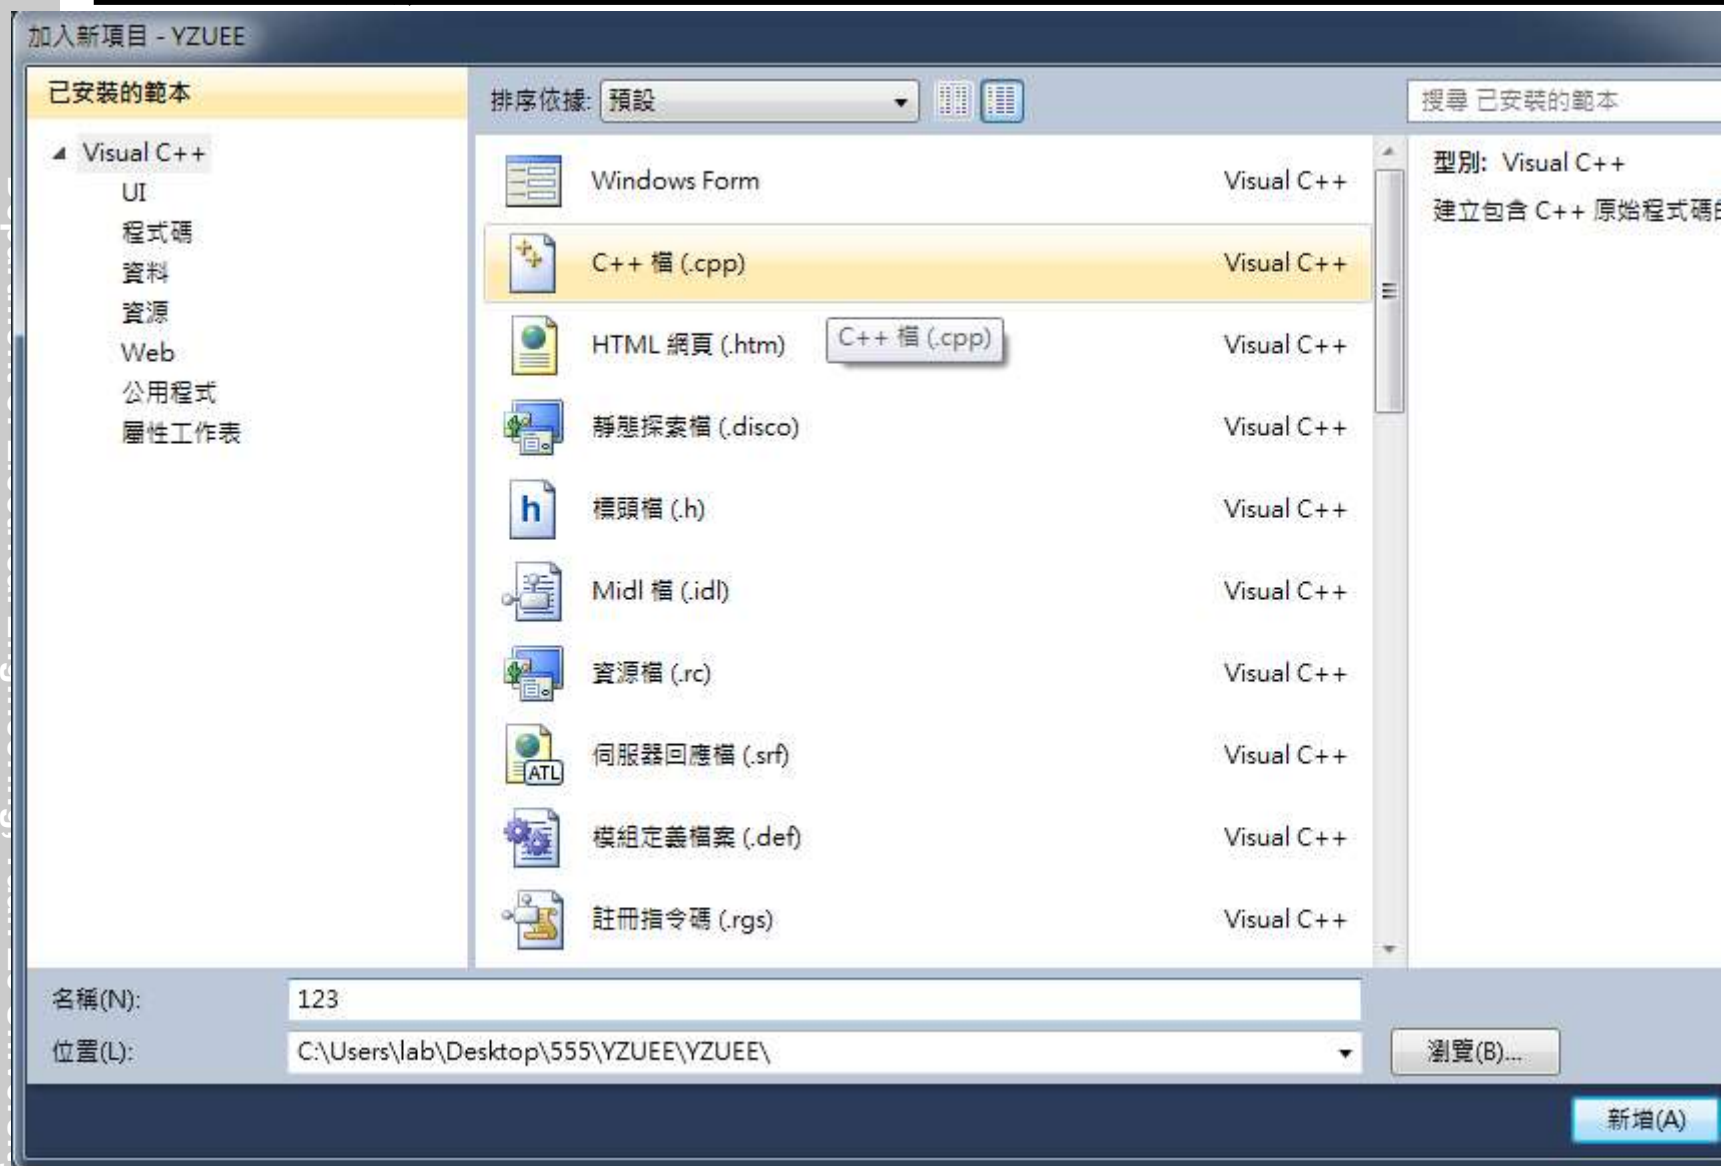 加入新項目 - YZUEE
已安裝的範本
排序依據: 預設
搜尋 已安裝的範本
Visual C++
UI
程式碼
資料
資源
Web
公用程式
屬性工作表
Windows Form Visual C++
C++ 檔 (.cpp) Visual C++
HTML 網頁 (.htm) Visual C++
C++ 檔 (.cpp)
靜態探索檔 (.disco) Visual C++
標頭檔 (.h) Visual C++
h
Midl 檔 (.idl) Visual C++
資源檔 (.rc) Visual C++
伺服器回應檔 (.srf) Visual C++
ATL
模組定義檔案 (.def) Visual C++
註冊指令碼 (.rgs) Visual C++
型別: Visual C++
建立包含 C++ 原始程式碼
名稱(N): 123
位置(L): C:\Users\lab\Desktop\555\YZUEE\YZUEE\
瀏覽(B)...
新增(A)